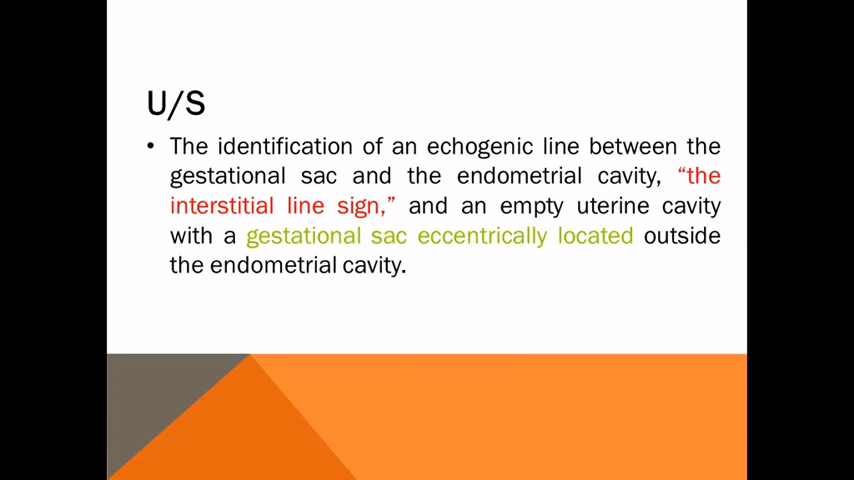 U/S
• The identification of an echogenic line between the
gestational sac and the endometrial cavity, “the
interstitial line sign,” and an empty uterine cavity
with a gestational sac eccentrically located outside
the endometrial cavity.